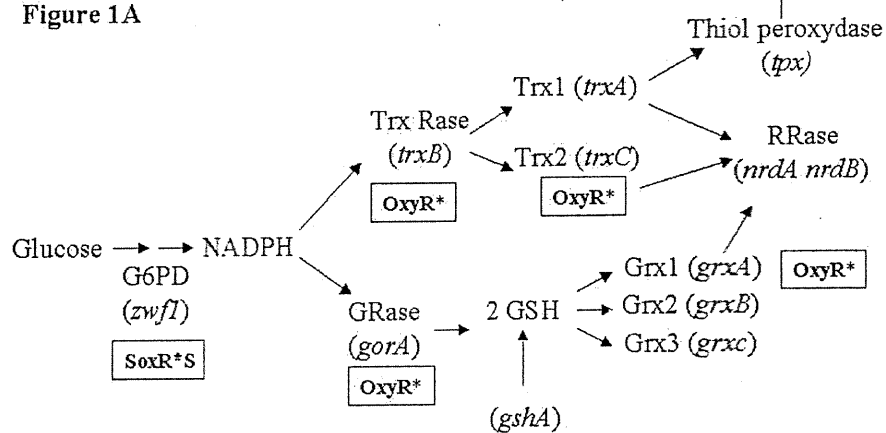 Figure 1A
Thiol peroxydase
(tpx)
Trx1 (trxA)
Trx Rase
(trxB)
OxyR*
Trx2 (trxC)
OxyR*
RRase
(nrdA nrdB)
Glucose
NADPH
G6PD
(zwf1)
SoxR*S
GRase
(gorA)
OxyR*
2 GSH
(gshA)
Grx1 (grxA)
OxyR*
Grx2 (grxB)
Grx3 (grxc)